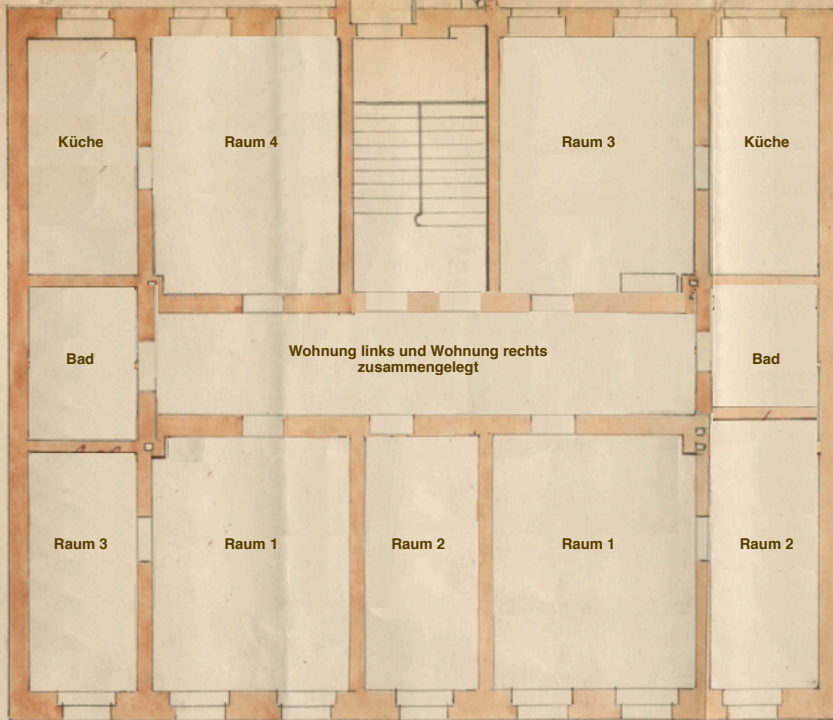 Küche
Raum 4
Raum 3
Küche
Bad
Wohnung links und Wohnung rechts
zusammengelegt
Bad
Raum 3
Raum 1
Raum 2
Raum 1
Raum 2